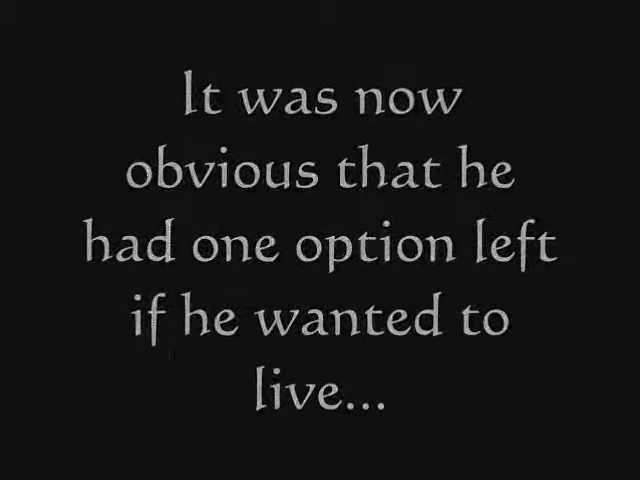 It was now
obvious that he
had one option left
if he wanted to
live...